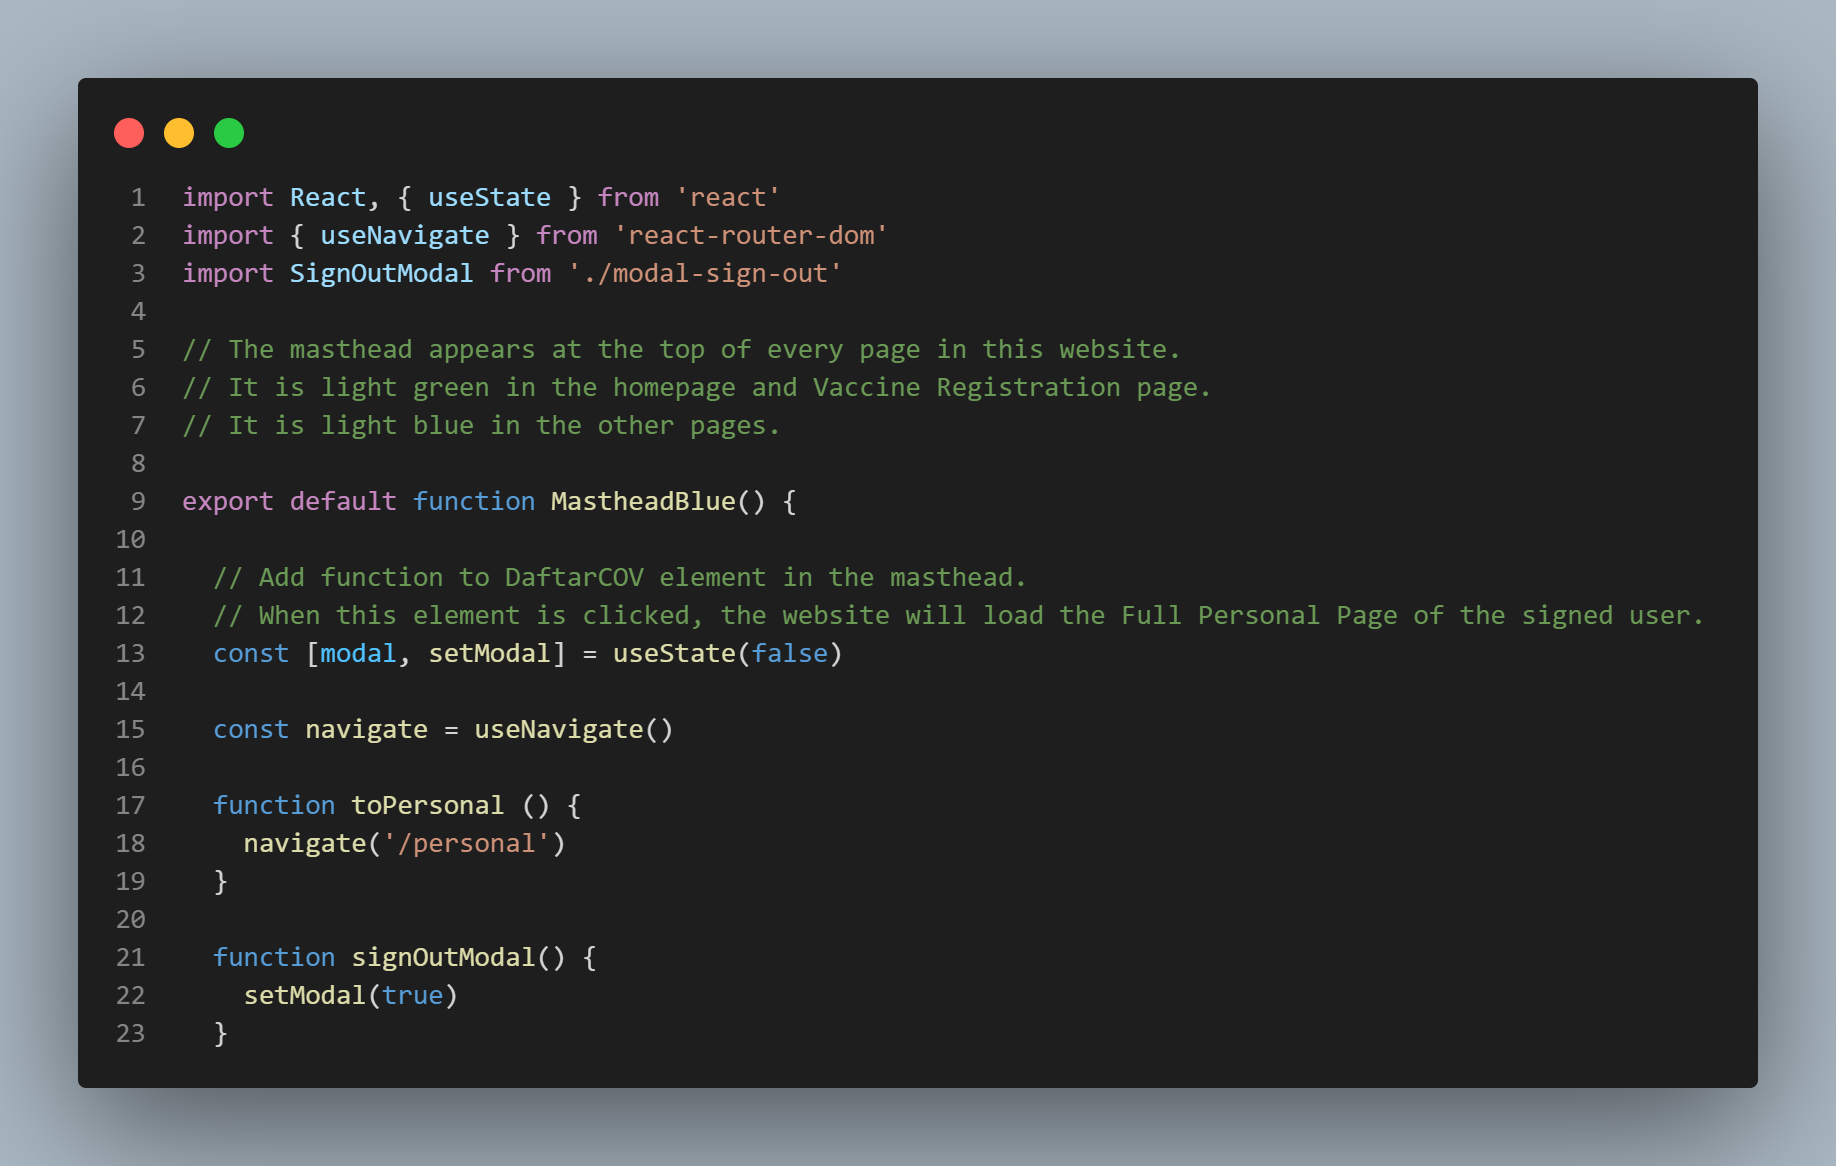 1 import React, { useState } from 'react'
2 import { useNavigate } from 'react-router-dom'
3 import SignOutModal from './modal-sign-out'
4
5 // The masthead appears at the top of every page in this website.
6 // It is light green in the homepage and Vaccine Registration page.
7 // It is light blue in the other pages.
8
9 export default function MastheadBlue() {
10
11   // Add function to DaftarCOV element in the masthead.
12   // When this element is clicked, the website will load the Full Personal Page of the signed user.
13   const [modal, setModal] = useState(false)
14
15   const navigate = useNavigate()
16
17   function toPersonal () {
18     navigate('/personal')
19   }
20
21   function signOutModal() {
22     setModal(true)
23   }